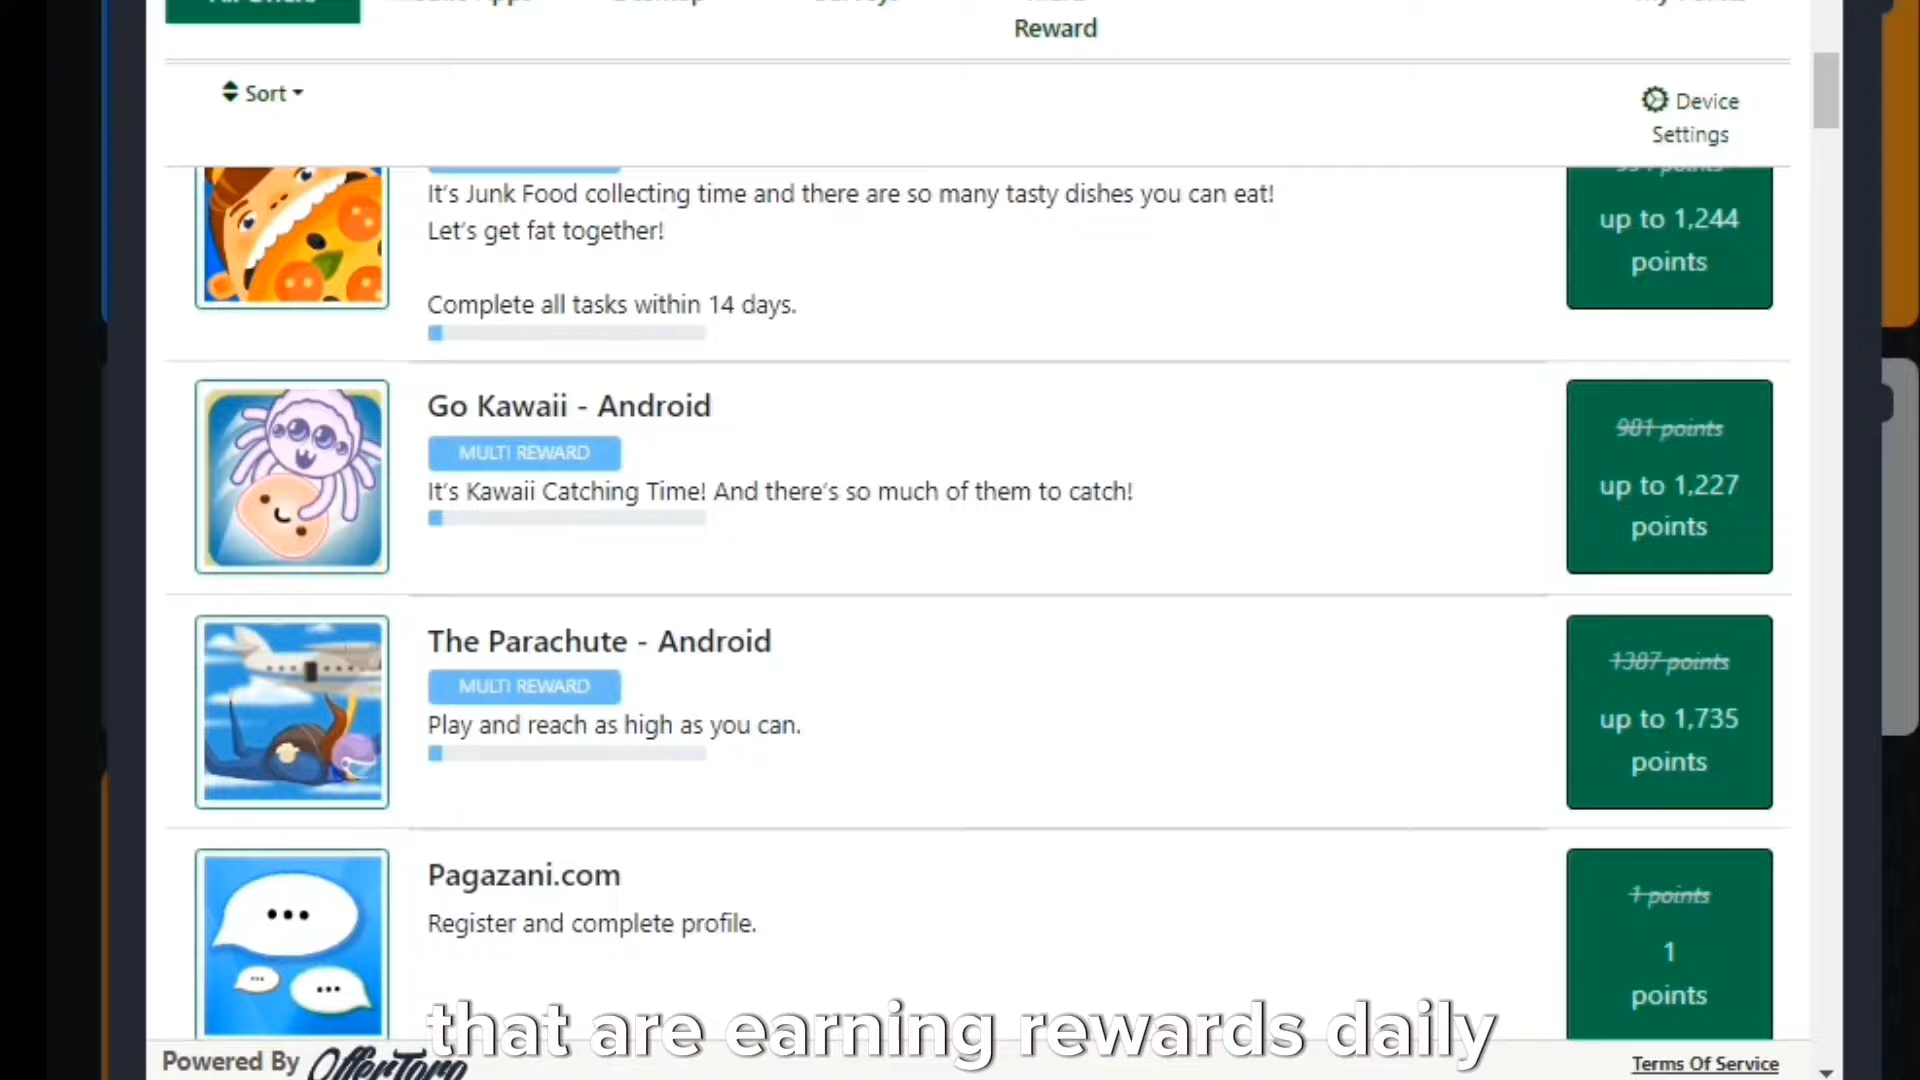 Reward
Sort
Device
Settings
It's Junk Food collecting time and there are so many tasty dishes you can eat!
Let's get fat together!
up to 1,244
points
Complete all tasks within 14 days.
Go Kawaii - Android
MULTI REWARD
It's Kawaii Catching Time! And there's so much of them to catch!
981 points
up to 1,227
points
The Parachute - Android
MULTI REWARD
Play and reach as high as you can.
1387 points
up to 1,735
points
Pagazani.com
Register and complete profile.
1 points
1
points
that are earning rewards daily
Powered By OfferToro
Terms Of Service